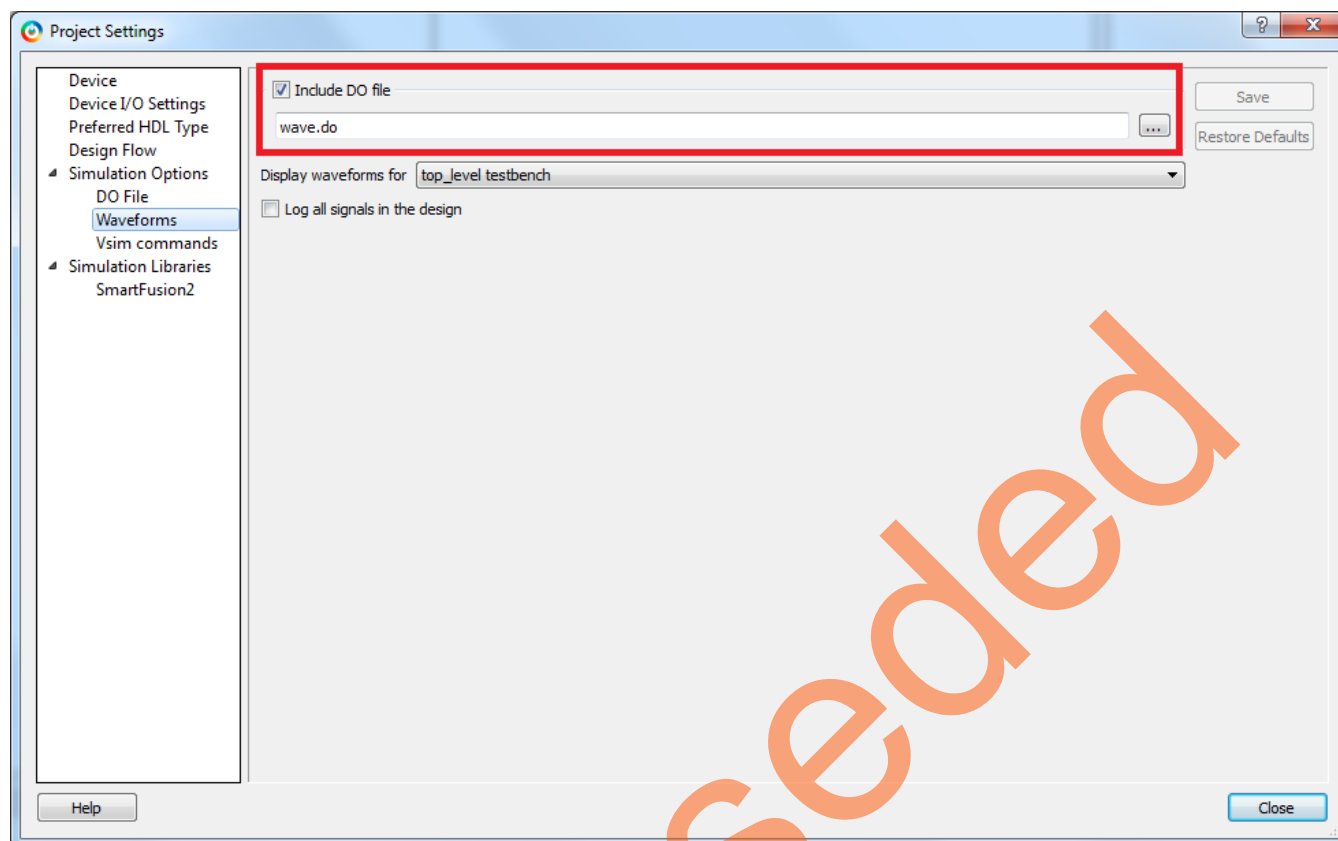 Project Settings
Device
Device I/O Settings
Preferred HDL Type
Design Flow
Simulation Options
DO File
Waveforms
Vsim commands
Simulation Libraries
SmartFusion2
Include DO file
wave.do
...
Display waveforms for top_level testbench
Log all signals in the design
Save
Restore Defaults
Help
Close
seded